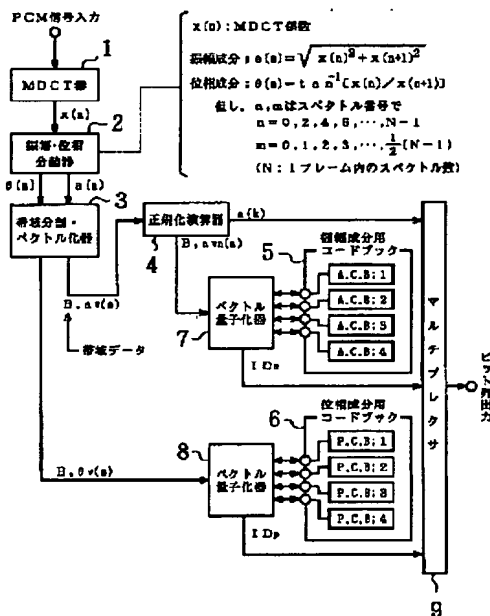 PCM信号入力
1
MDCT器
x(n)
2
振幅・位相
分離器
θ(m)
a(m)
3
帯域分割・
ベクトル化器
B.av(m)
帯域データ
B.θv(m)
x(n):MDCT係数
振幅成分:a(m)=√x(n)²+x(n+1)²
位相成分:θ(m)=tan⁻¹[x(n)/x(n+1)]
但し、n,mはスペクトル番号で
n=0,2,4,6,…,N-1
m=0,1,2,3,…,1/2(N-1)
(N:1フレーム内のスペクトル数)
正規化演算器
4
a(k)
B.avn(m)
5
振幅成分用
コードブック
A.C.B;1
A.C.B;2
A.C.B;3
A.C.B;4
ベクトル
量子化器
7
IDa
6
位相成分用
コードブック
P.C.B;1
P.C.B;2
P.C.B;3
P.C.B;4
8
ベクトル
量子化器
IDp
マルチプレクサ
9
ビット列出力